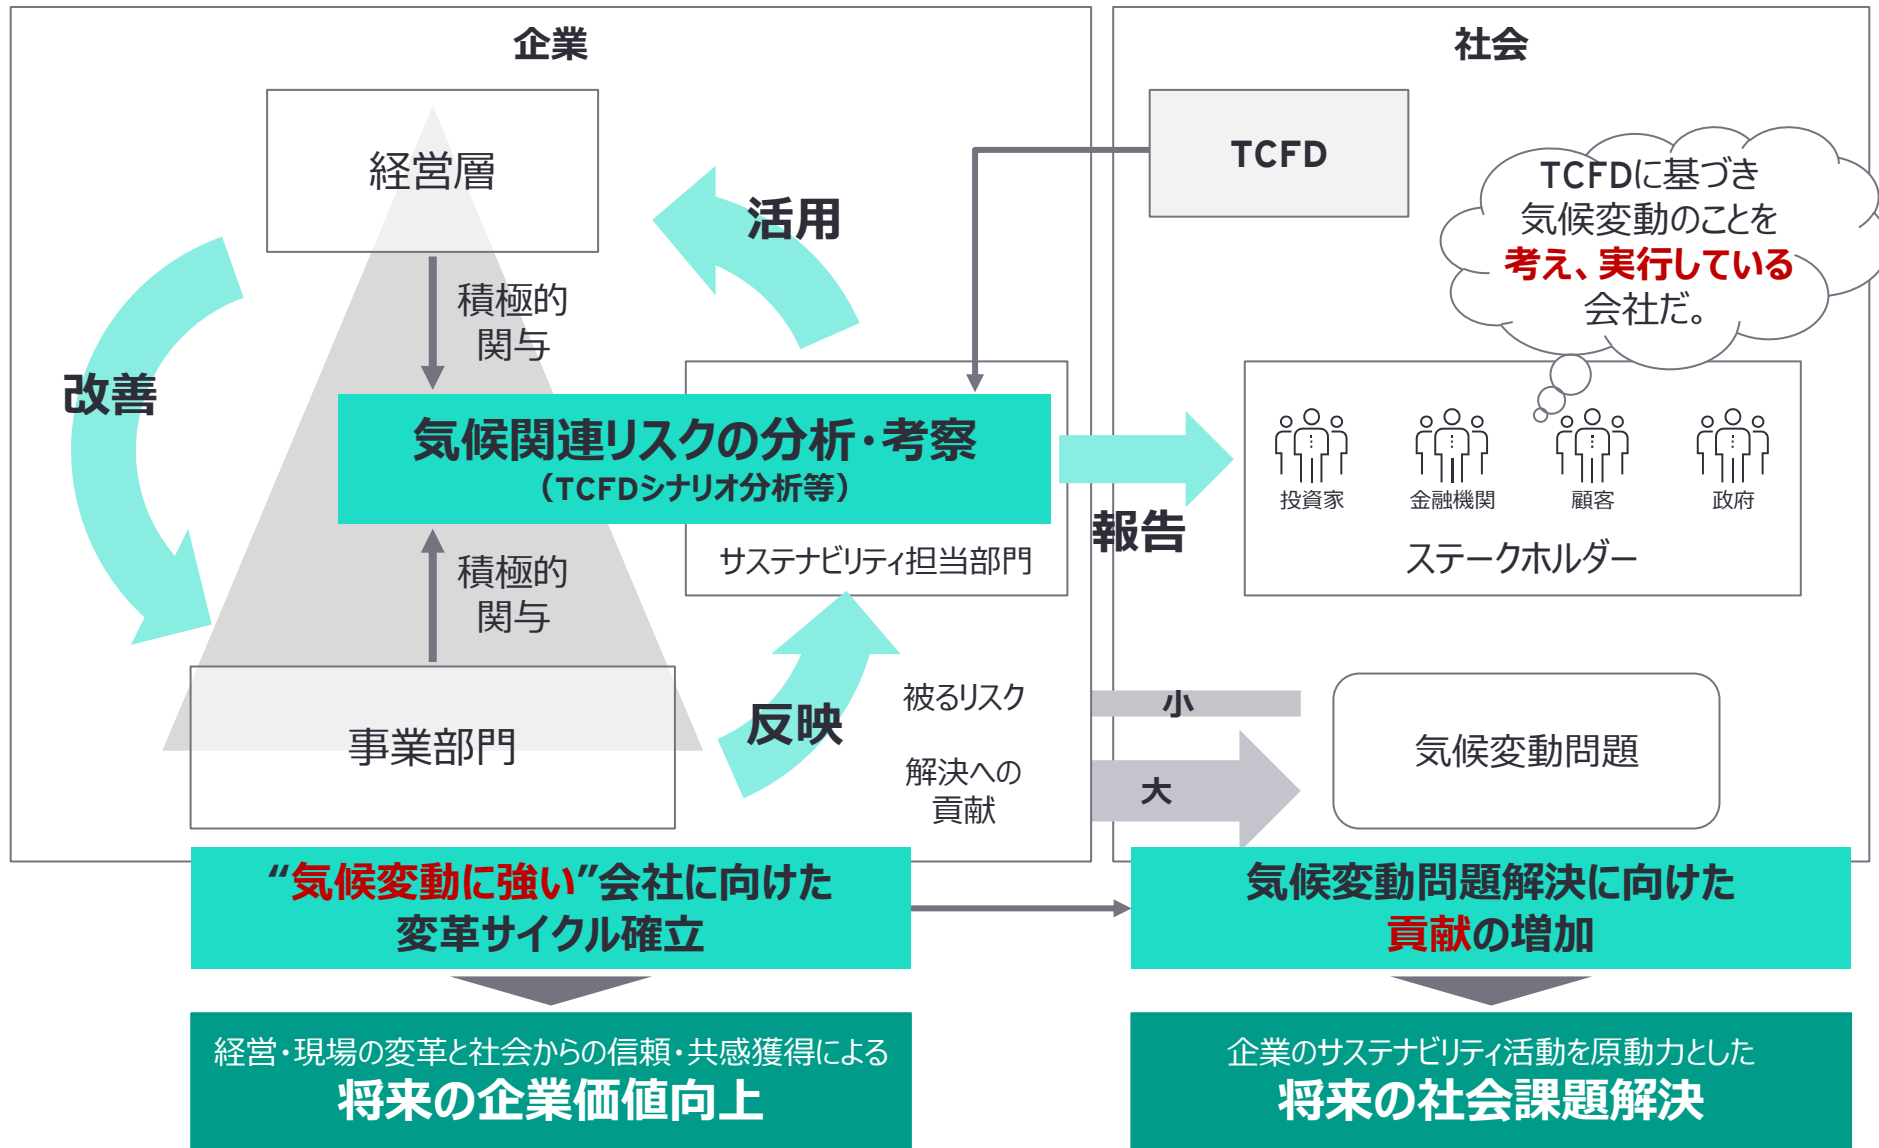 企業
経営層
積極的
関与
活用
改善
気候関連リスクの分析・考察
（TCFDシナリオ分析等）
サステナビリティ担当部門
積極的
関与
事業部門
反映
報告
被るリスク
小
解決への
貢献
大
社会
TCFD
TCFDに基づき
気候変動のことを
考え、実行している
会社だ。
投資家
金融機関
顧客
政府
ステークホルダー
気候変動問題
“気候変動に強い”会社に向けた
変革サイクル確立
気候変動問題解決に向けた
貢献の増加
経営・現場の変革と社会からの信頼・共感獲得による
将来の企業価値向上
企業のサステナビリティ活動を原動力とした
将来の社会課題解決